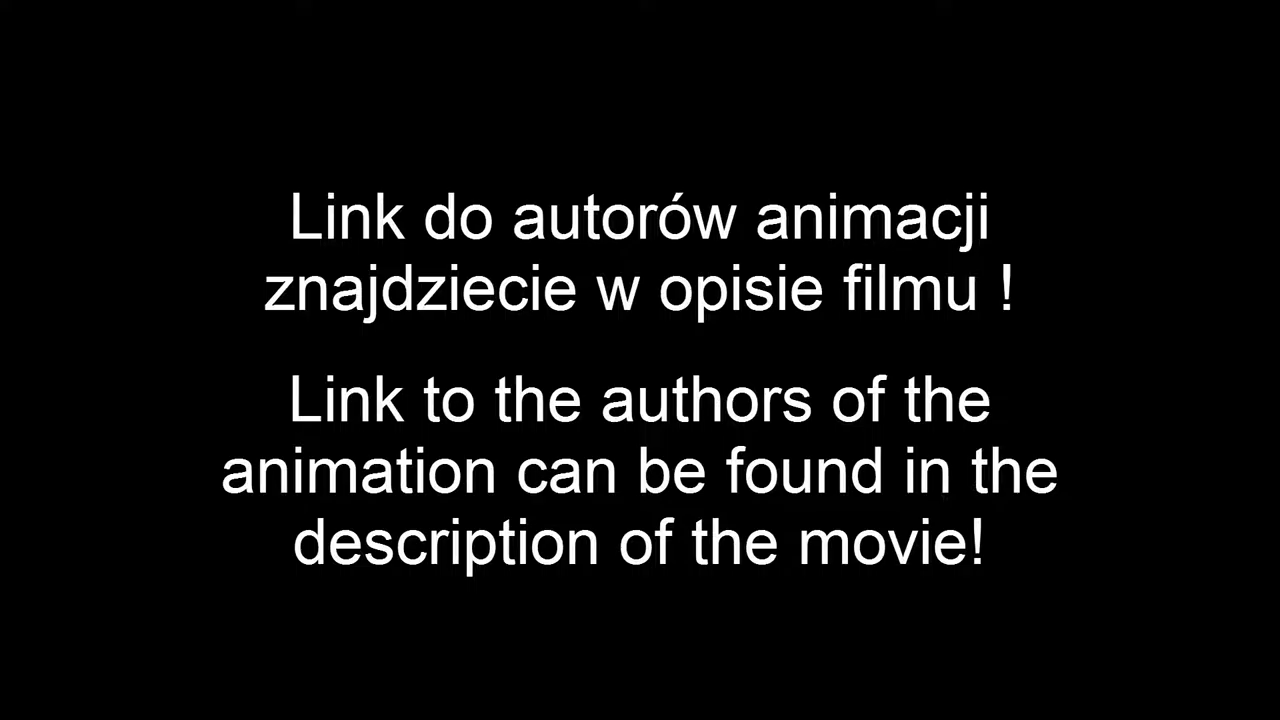 Link do autorów animacji
znajdziecie w opisie filmu !
Link to the authors of the
animation can be found in the
description of the movie!